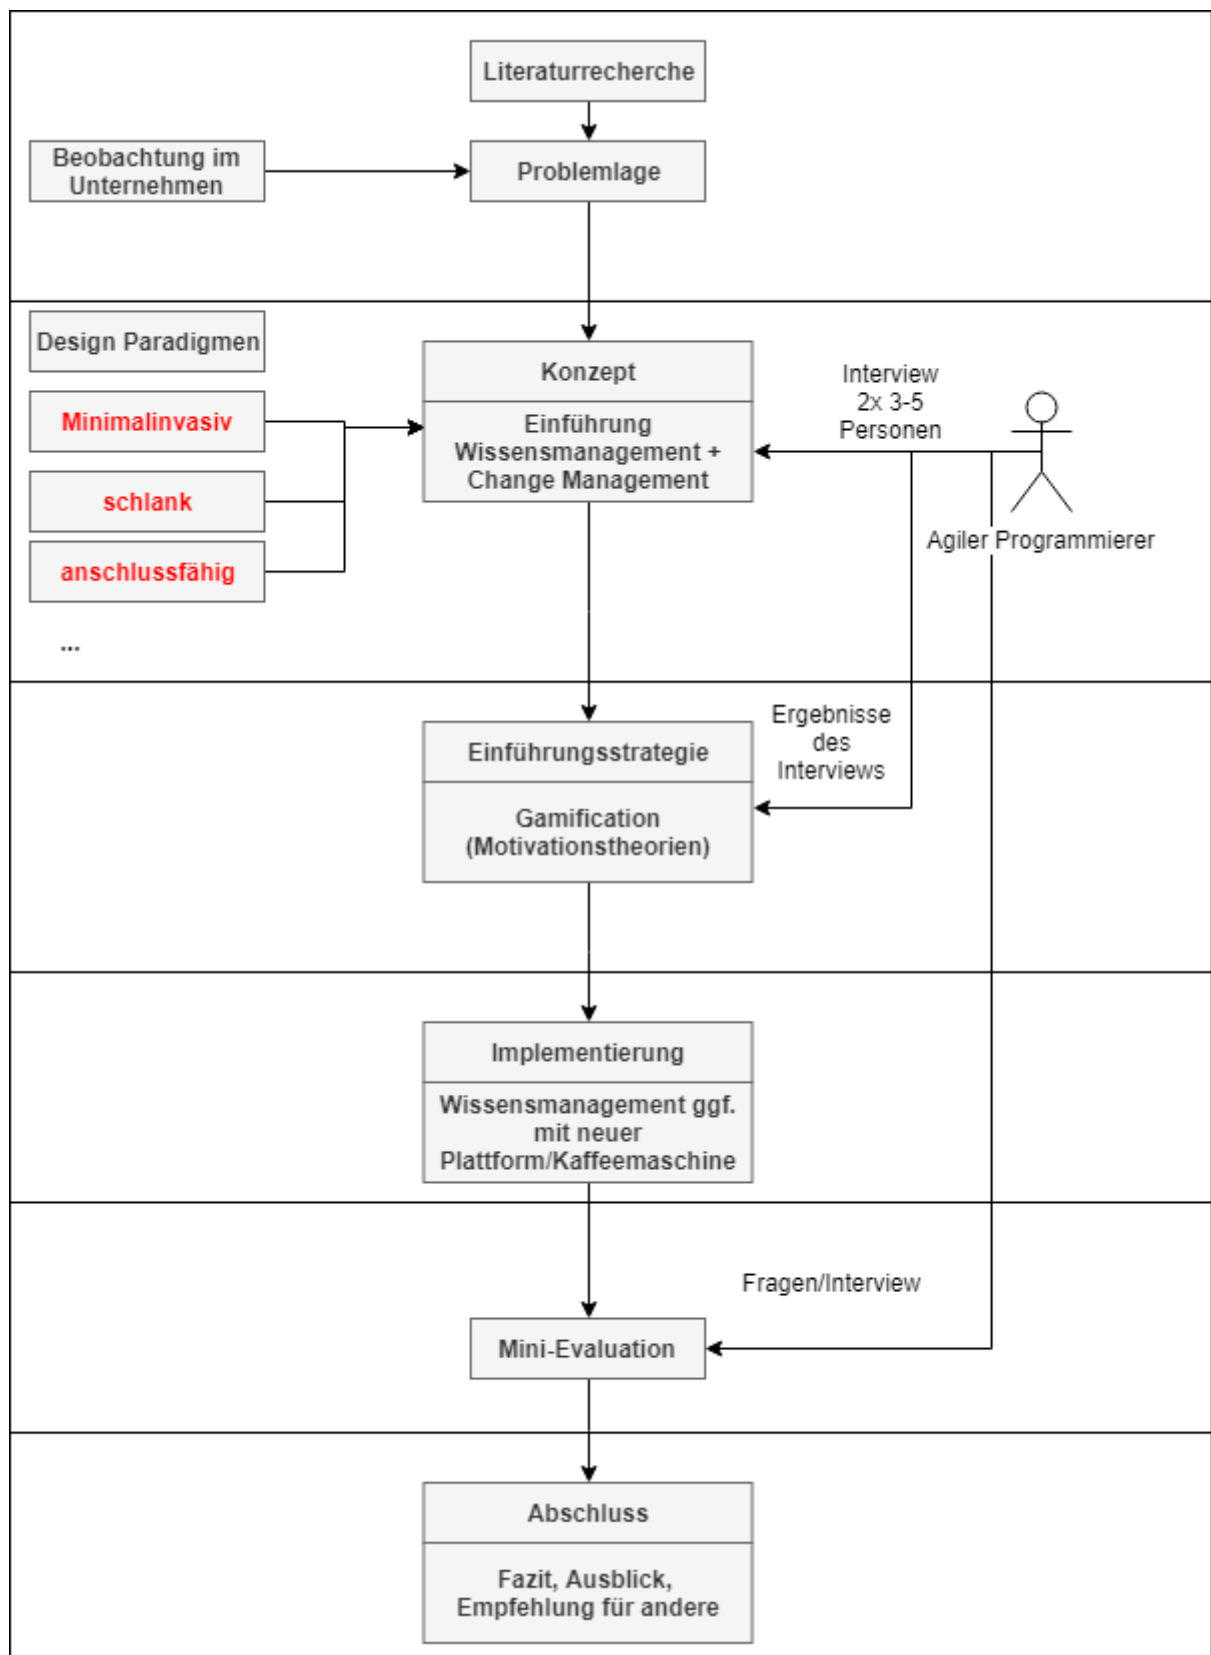 Literaturrecherche
Beobachtung im
Unternehmen
Problemlage
Design Paradigmen
Minimalinvasiv
schlank
anschlussfähig
...
Konzept
Einführung
Wissensmanagement +
Change Management
Interview
2x 3-5
Personen
Agiler Programmierer
Einführungsstrategie
Gamification
(Motivationstheorien)
Ergebnisse
des
Interviews
Implementierung
Wissensmanagement ggf.
mit neuer
Plattform/Kaffeemaschine
Fragen/Interview
Mini-Evaluation
Abschluss
Fazit, Ausblick,
Empfehlung für andere